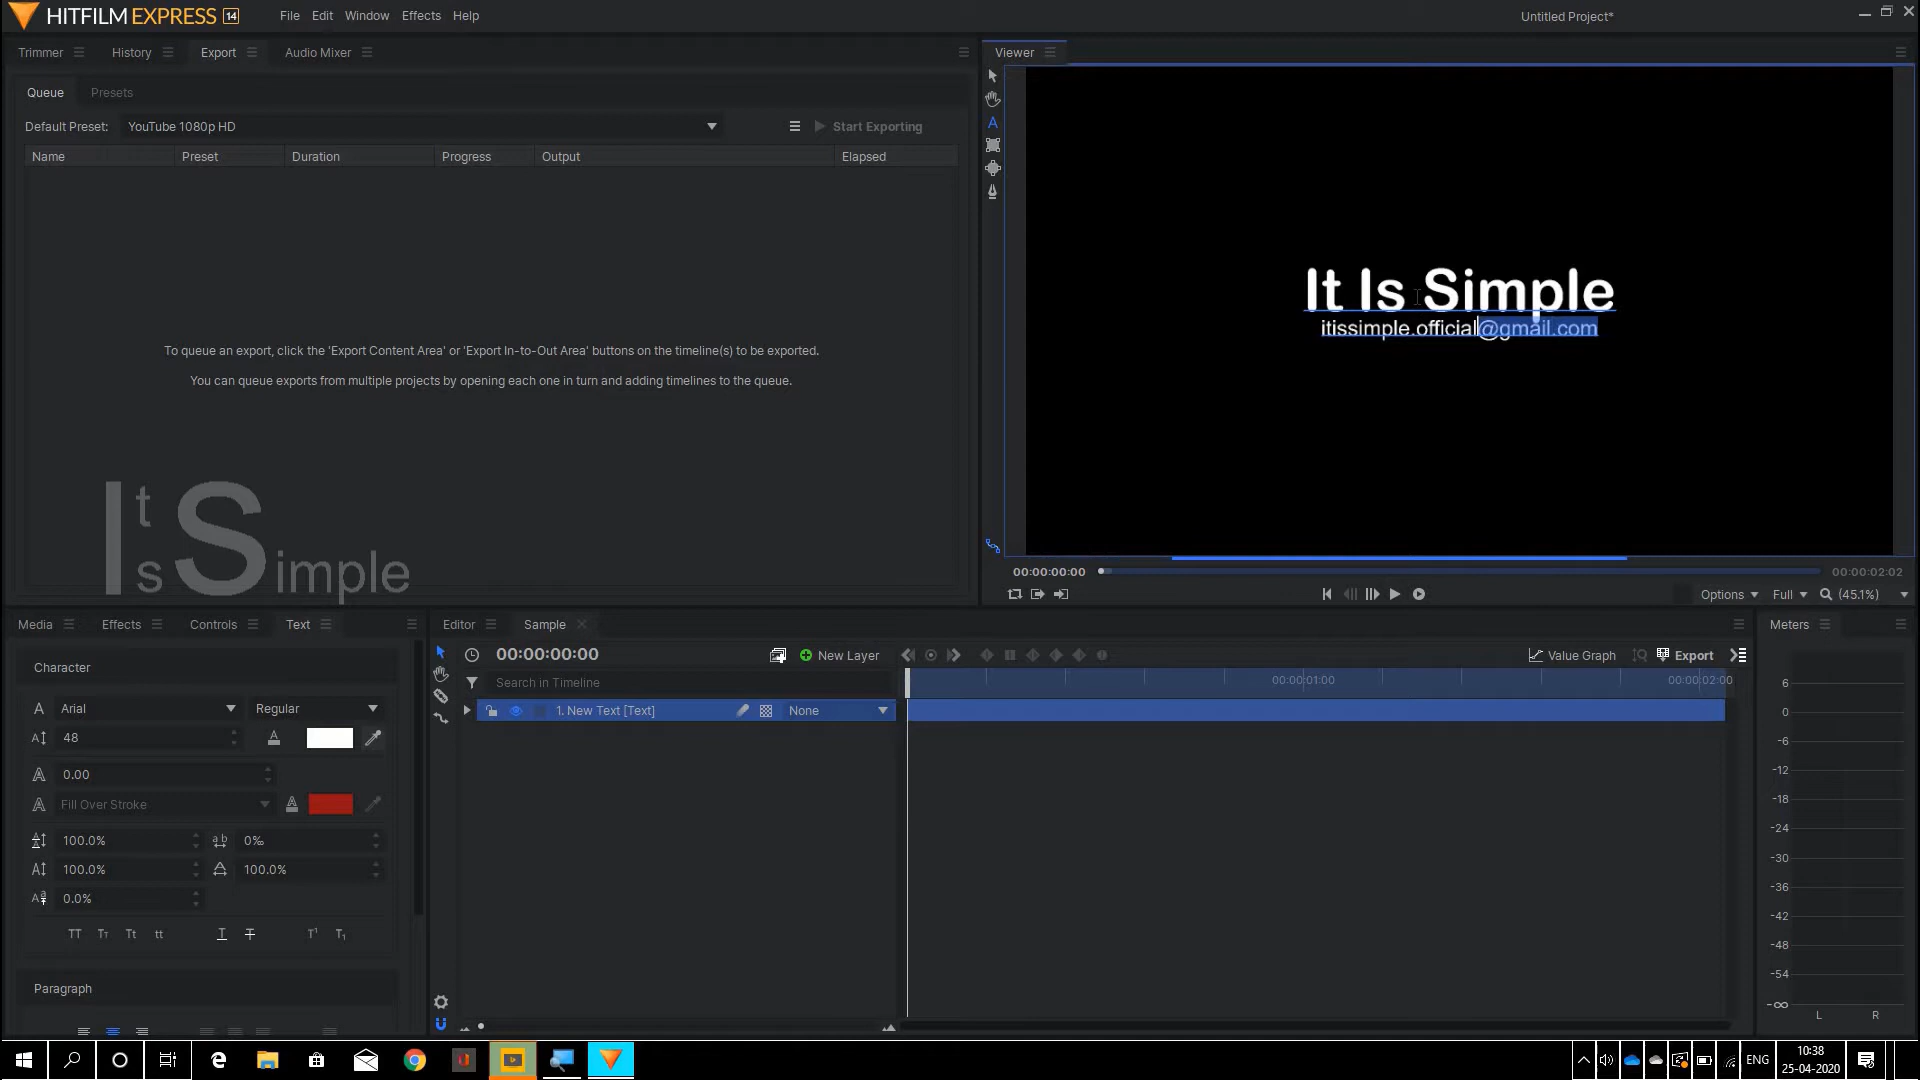 HITFILM EXPRESS 14 File Edit Window Effects Help Untitled Project*
Trimmer History Export Audio Mixer
Viewer
Queue Presets
Default Preset: YouTube 1080p HD Start Exporting
Name Preset Duration Progress Output Elapsed
To queue an export, click the 'Export Content Area' or 'Export In-to-Out Area' buttons on the timeline(s) to be exported.
You can queue exports from multiple projects by opening each one in turn and adding timelines to the queue.
It Is Simple
It Is Simple
itissimple.official@gmail.com
00:00:00:00 00:00:02:02
Options Full (45.1%)
Media Effects Controls Text
Character
Arial Regular
48
0.00
Fill Over Stroke
100.0% 0‰
100.0% 100.0%
0.0%
TT Tт Tt tt T T T¹ T₁
Paragraph
Editor Sample
00:00:00:00 New Layer Value Graph Export
Search in Timeline 00:00:01:00 00:00:02:00
1. New Text [Text] None
Meters
6
0
-6
-12
-18
-24
-30
-36
-42
-48
-54
-∞
L R
ENG 10:38
25-04-2020